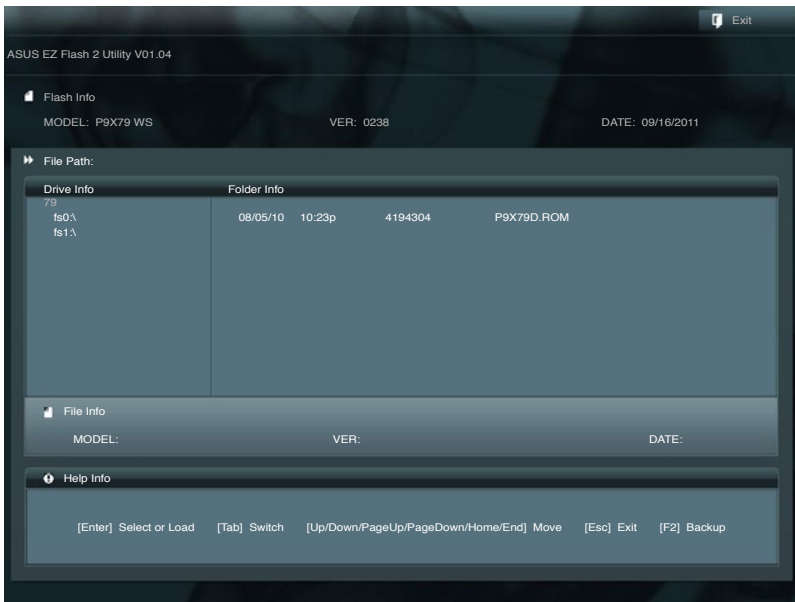 Exit
ASUS EZ Flash 2 Utility V01.04
Flash Info
MODEL: P9X79 WS VER: 0238 DATE: 09/16/2011
File Path:
Drive Info Folder Info
79
fs0:\ 08/05/10 10:23p 4194304 P9X79D.ROM
fs1:\
File Info
MODEL: VER: DATE:
Help Info
[Enter] Select or Load [Tab] Switch [Up/Down/PageUp/PageDown/Home/End] Move [Esc] Exit [F2] Backup